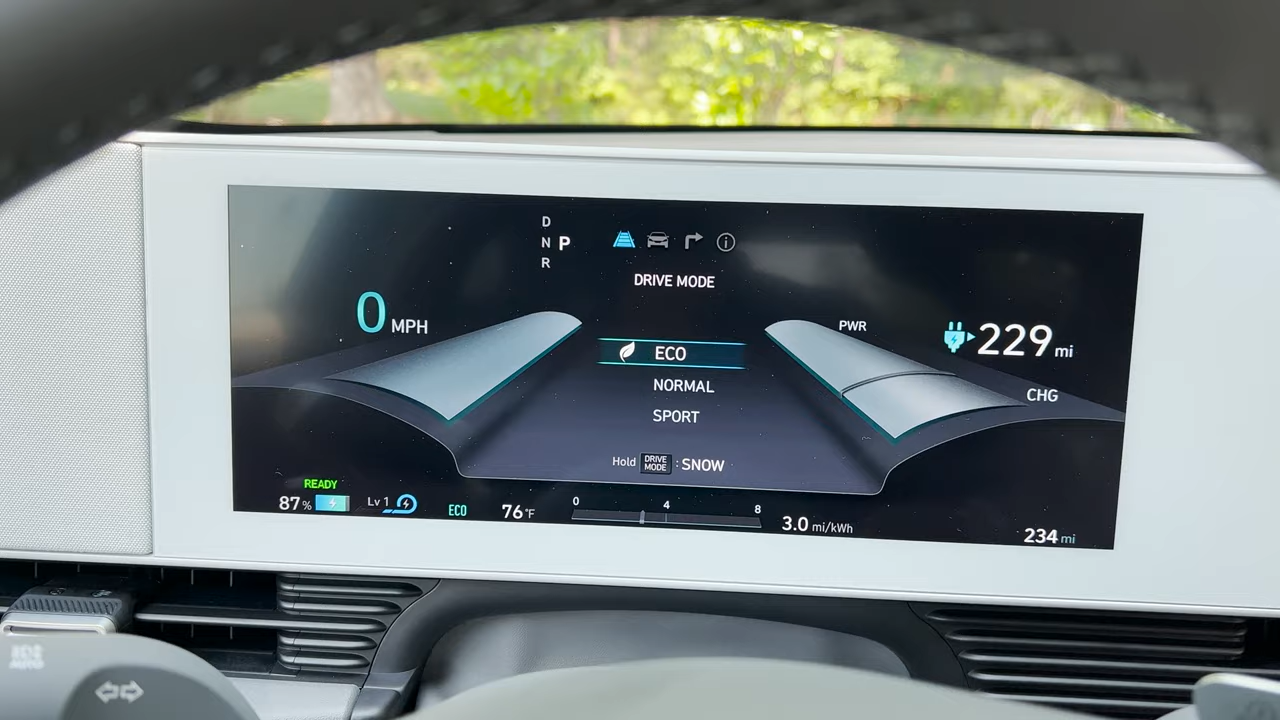 D
N P
R
DRIVE MODE
0 MPH
PWR
229 mi
ECO
NORMAL
CHG
SPORT
Hold DRIVE MODE : SNOW
READY
87 % Lv 1 ECO 76 °F 0 4 8 3.0 mi/kWh
234 mi